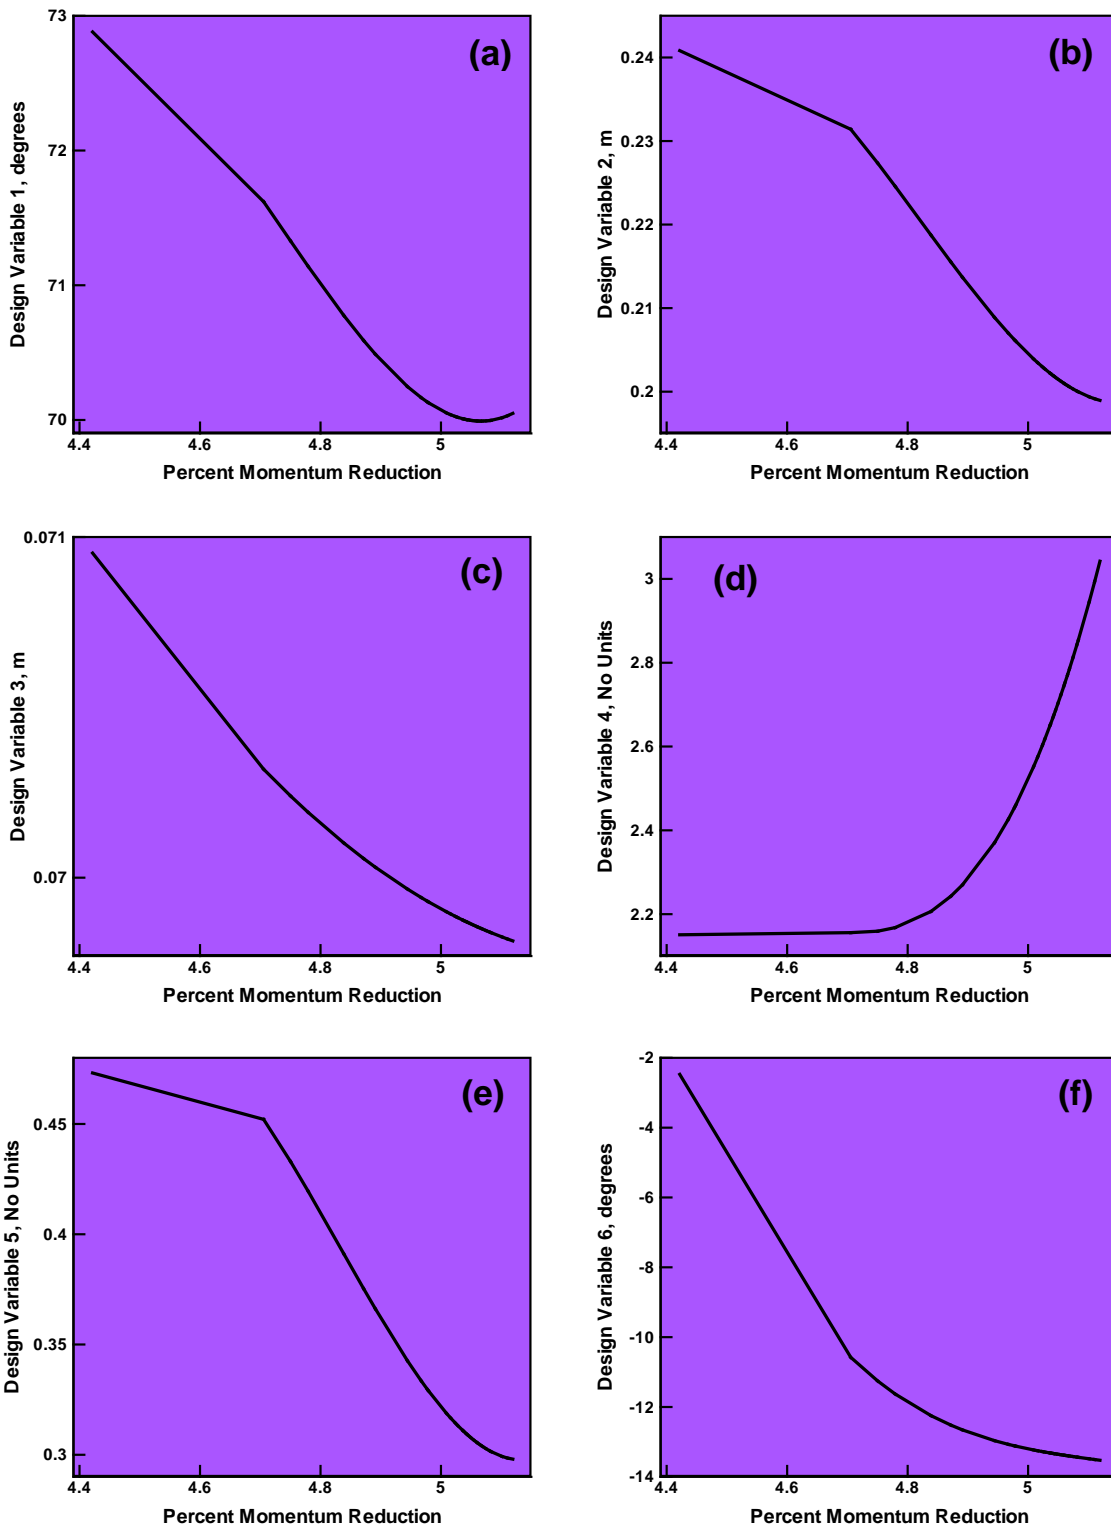 73
72
71
70
4.4 4.6 4.8 5
Design Variable 1, degrees
Percent Momentum Reduction
(a)
0.24
0.23
0.22
0.21
0.2
4.4 4.6 4.8 5
Design Variable 2, m
Percent Momentum Reduction
(b)
0.071
0.07
4.4 4.6 4.8 5
Design Variable 3, m
Percent Momentum Reduction
(c)
3
2.8
2.6
2.4
2.2
4.4 4.6 4.8 5
Design Variable 4, No Units
Percent Momentum Reduction
(d)
0.45
0.4
0.35
0.3
4.4 4.6 4.8 5
Design Variable 5, No Units
Percent Momentum Reduction
(e)
-2
-4
-6
-8
-10
-12
-14
4.4 4.6 4.8 5
Design Variable 6, degrees
Percent Momentum Reduction
(f)